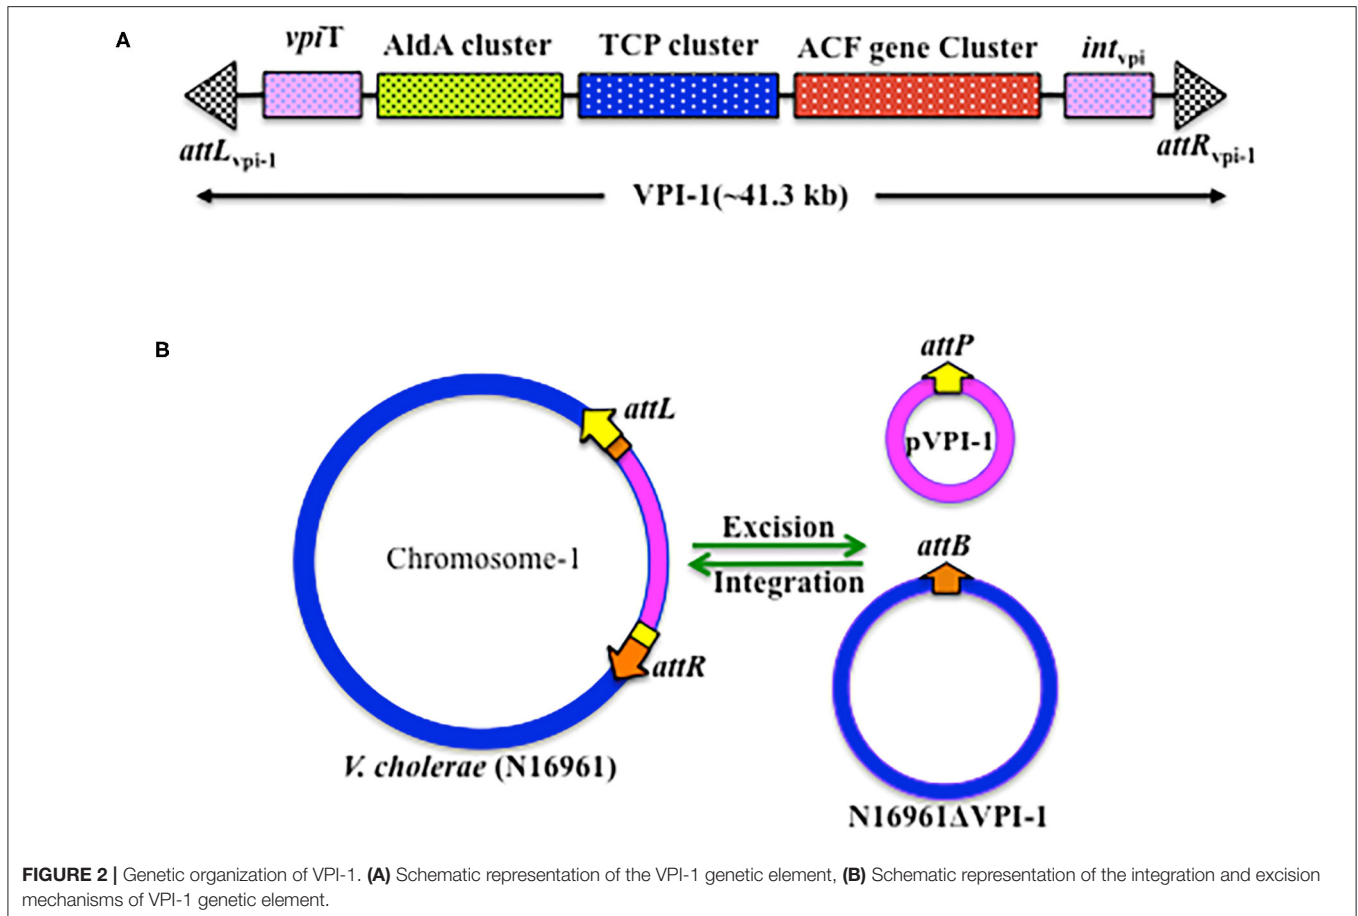 A
vpiT AldA cluster TCP cluster ACF gene Cluster intvpi
attLvpi-1 attRvpi-1
VPI-1(~41.3 kb)
B
attP
attL
pVPI-1
Excision
attB
Chromosome-1
Integration
attR
V. cholerae (N16961)
N16961ΔVPI-1
FIGURE 2 | Genetic organization of VPI-1. (A) Schematic representation of the VPI-1 genetic element, (B) Schematic representation of the integration and excision
mechanisms of VPI-1 genetic element.